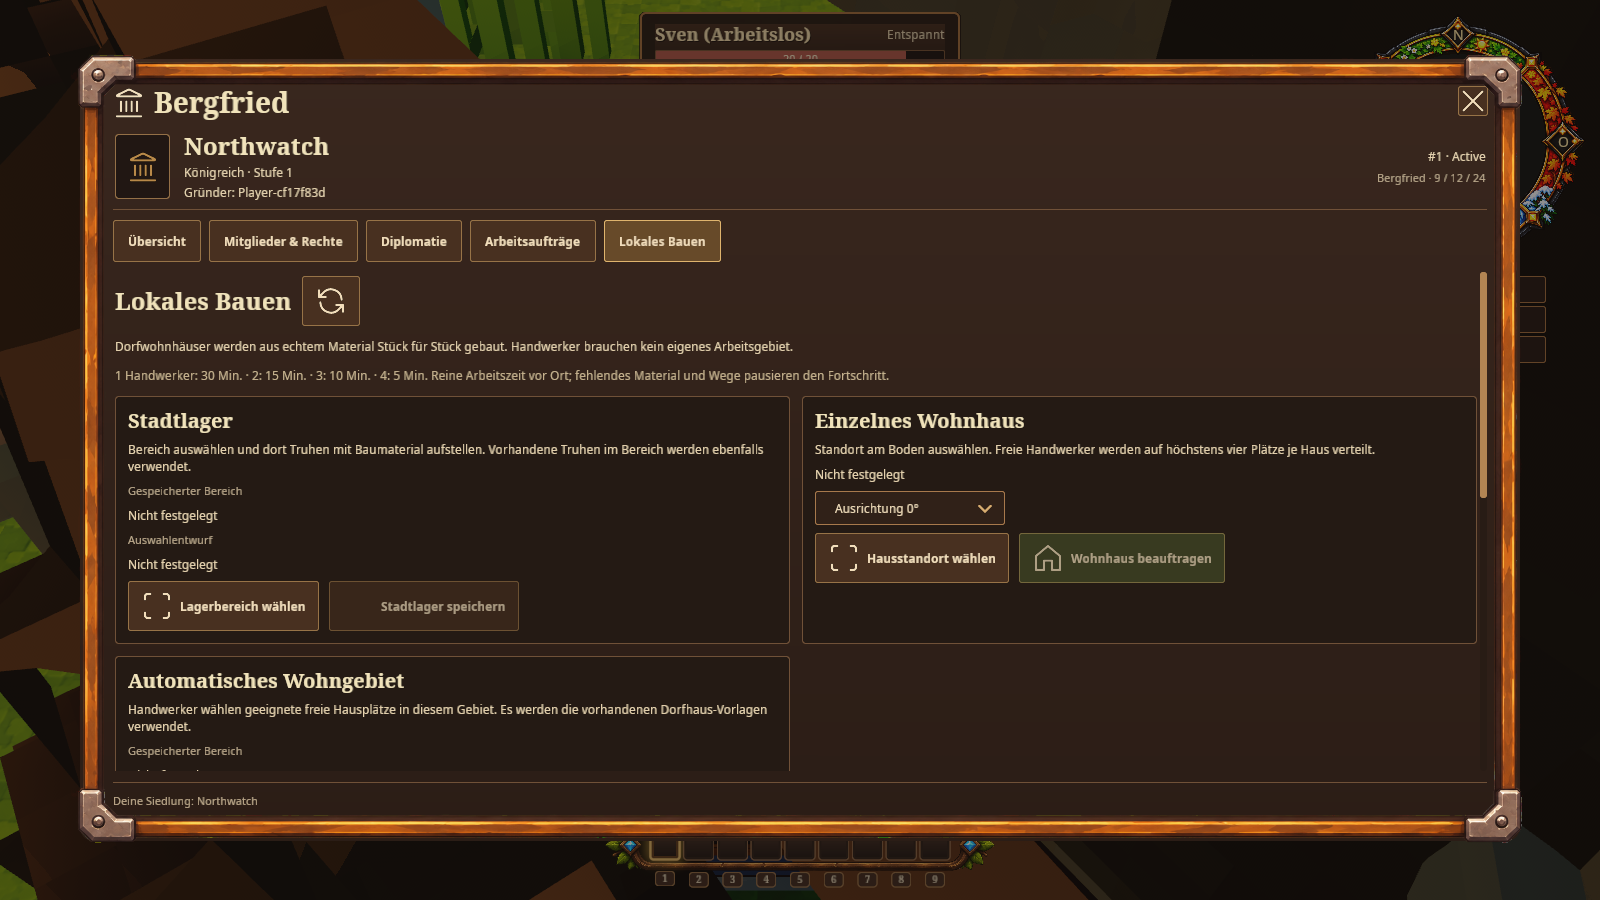 Sven (Arbeitslos)
Entspannt
N
Bergfried
Northwatch
Königreich · Stufe 1
Gründer: Player-cf17f83d
#1 · Active
Bergfried · 9 / 12 / 24
O
Übersicht
Mitglieder & Rechte
Diplomatie
Arbeitsaufträge
Lokales Bauen
Lokales Bauen
Dorfwohnhäuser werden aus echtem Material Stück für Stück gebaut. Handwerker brauchen kein eigenes Arbeitsgebiet.
1 Handwerker: 30 Min. · 2: 15 Min. · 3: 10 Min. · 4: 5 Min. Reine Arbeitszeit vor Ort; fehlendes Material und Wege pausieren den Fortschritt.
Stadtlager
Bereich auswählen und dort Truhen mit Baumaterial aufstellen. Vorhandene Truhen im Bereich werden ebenfalls
verwendet.
Gespeicherter Bereich
Nicht festgelegt
Auswahlentwurf
Nicht festgelegt
Lagerbereich wählen
Stadtlager speichern
Einzelnes Wohnhaus
Standort am Boden auswählen. Freie Handwerker werden auf höchstens vier Plätze je Haus verteilt.
Nicht festgelegt
Ausrichtung 0°
Hausstandort wählen
Wohnhaus beauftragen
Automatisches Wohngebiet
Handwerker wählen geeignete freie Hausplätze in diesem Gebiet. Es werden die vorhandenen Dorfhaus-Vorlagen
verwendet.
Gespeicherter Bereich
Deine Siedlung: Northwatch
1 2 3 4 5 6 7 8 9